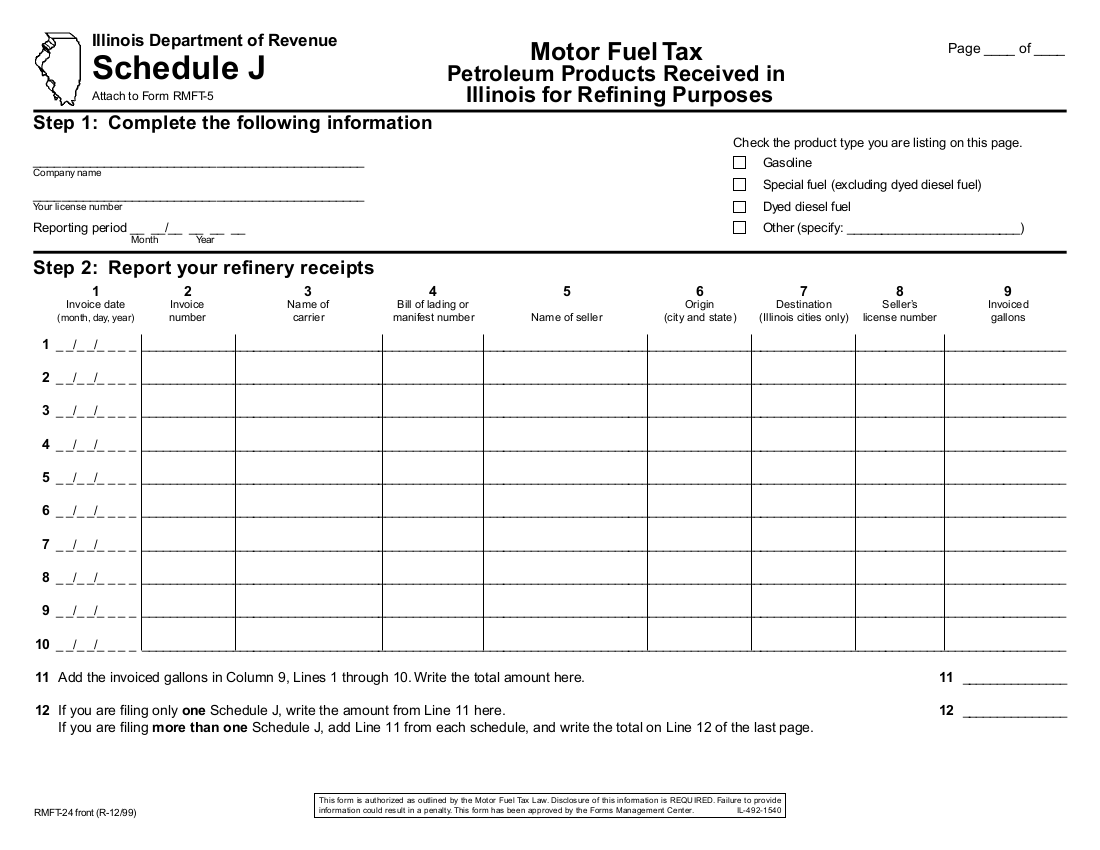 Illinois Department of Revenue
Schedule J
Attach to Form RMFT-5
Motor Fuel Tax
Petroleum Products Received in
Illinois for Refining Purposes
Page ____ of ____
Step 1: Complete the following information
Company name
Your license number
Reporting period __ __/__ __ __ __
Month Year
Check the product type you are listing on this page.
Gasoline
Special fuel (excluding dyed diesel fuel)
Dyed diesel fuel
Other (specify: _________________________)
Step 2: Report your refinery receipts
1 2 3 4 5 6 7 8 9
Invoice date Invoice Name of Bill of lading or Origin Destination Seller's Invoiced
(month, day, year) number carrier manifest number Name of seller (city and state) (Illinois cities only) license number gallons
1 _ _/_ _/_ _ _ _
2 _ _/_ _/_ _ _ _
3 _ _/_ _/_ _ _ _
4 _ _/_ _/_ _ _ _
5 _ _/_ _/_ _ _ _
6 _ _/_ _/_ _ _ _
7 _ _/_ _/_ _ _ _
8 _ _/_ _/_ _ _ _
9 _ _/_ _/_ _ _ _
10 _ _/_ _/_ _ _ _
11 Add the invoiced gallons in Column 9, Lines 1 through 10. Write the total amount here. 11 ______________
12 If you are filing only one Schedule J, write the amount from Line 11 here. 12 ______________
If you are filing more than one Schedule J, add Line 11 from each schedule, and write the total on Line 12 of the last page.
This form is authorized as outlined by the Motor Fuel Tax Law. Disclosure of this information is REQUIRED. Failure to provide
information could result in a penalty. This form has been approved by the Forms Management Center. IL-492-1540
RMFT-24 front (R-12/99)